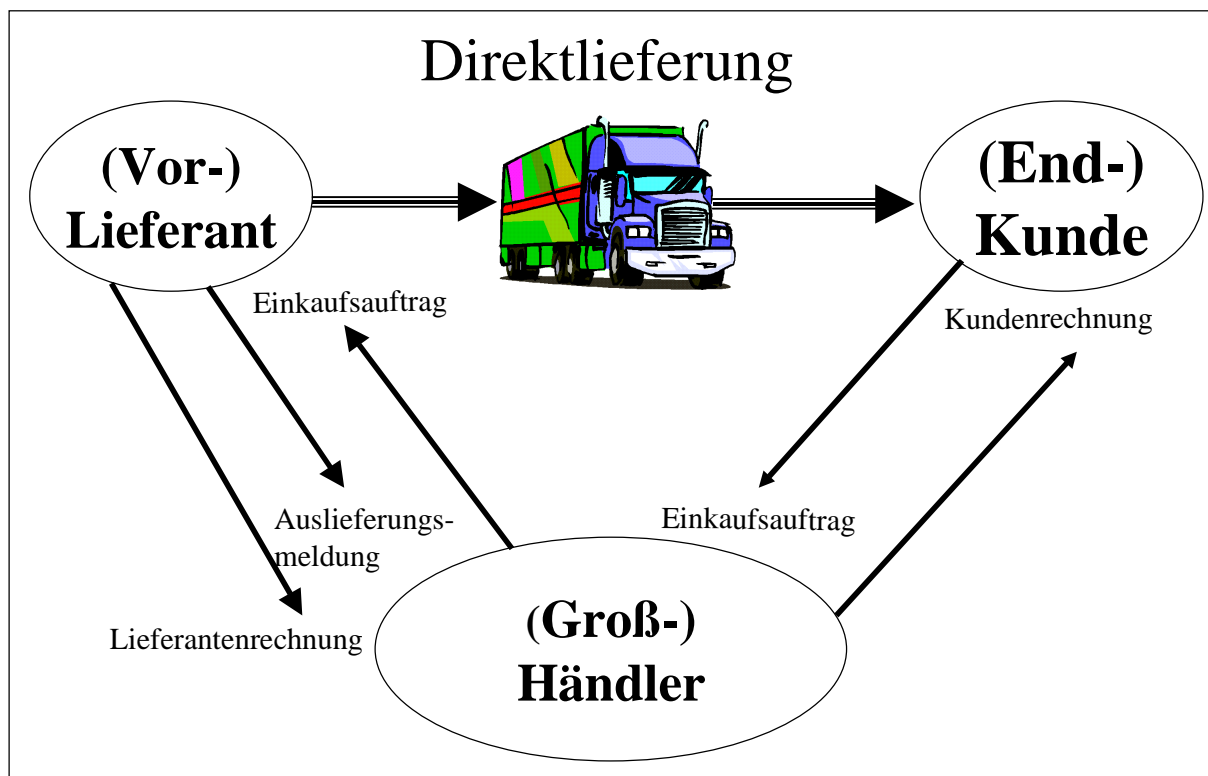 Direktlieferung
(Vor-)
Lieferant
(End-)
Kunde
Einkaufsauftrag
Kundenrechnung
Auslieferungs-
meldung
Einkaufsauftrag
Lieferantenrechnung
(Groß-)
Händler